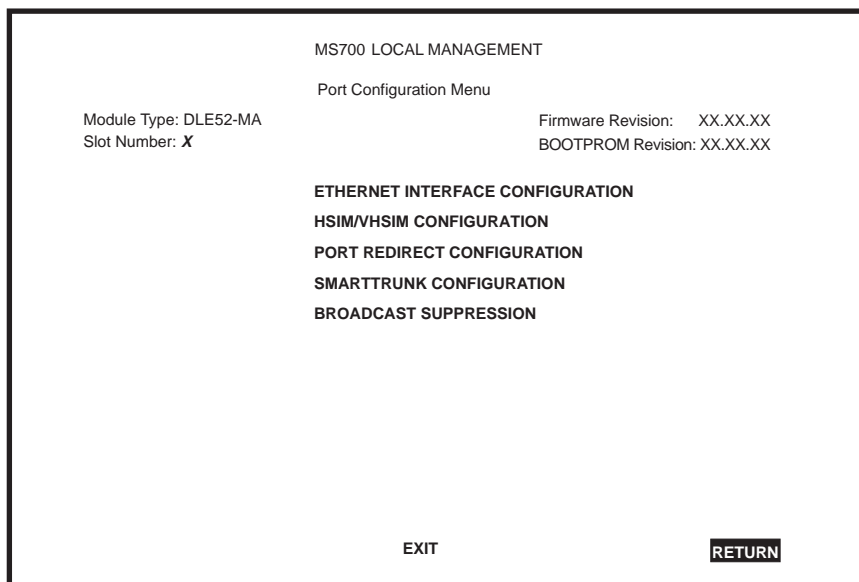 MS700 LOCAL MANAGEMENT
Port Configuration Menu
Module Type: DLE52-MA
Slot Number: X
Firmware Revision: XX.XX.XX
BOOTPROM Revision: XX.XX.XX
ETHERNET INTERFACE CONFIGURATION
HSIM/VHSIM CONFIGURATION
PORT REDIRECT CONFIGURATION
SMARTTRUNK CONFIGURATION
BROADCAST SUPPRESSION
EXIT
RETURN